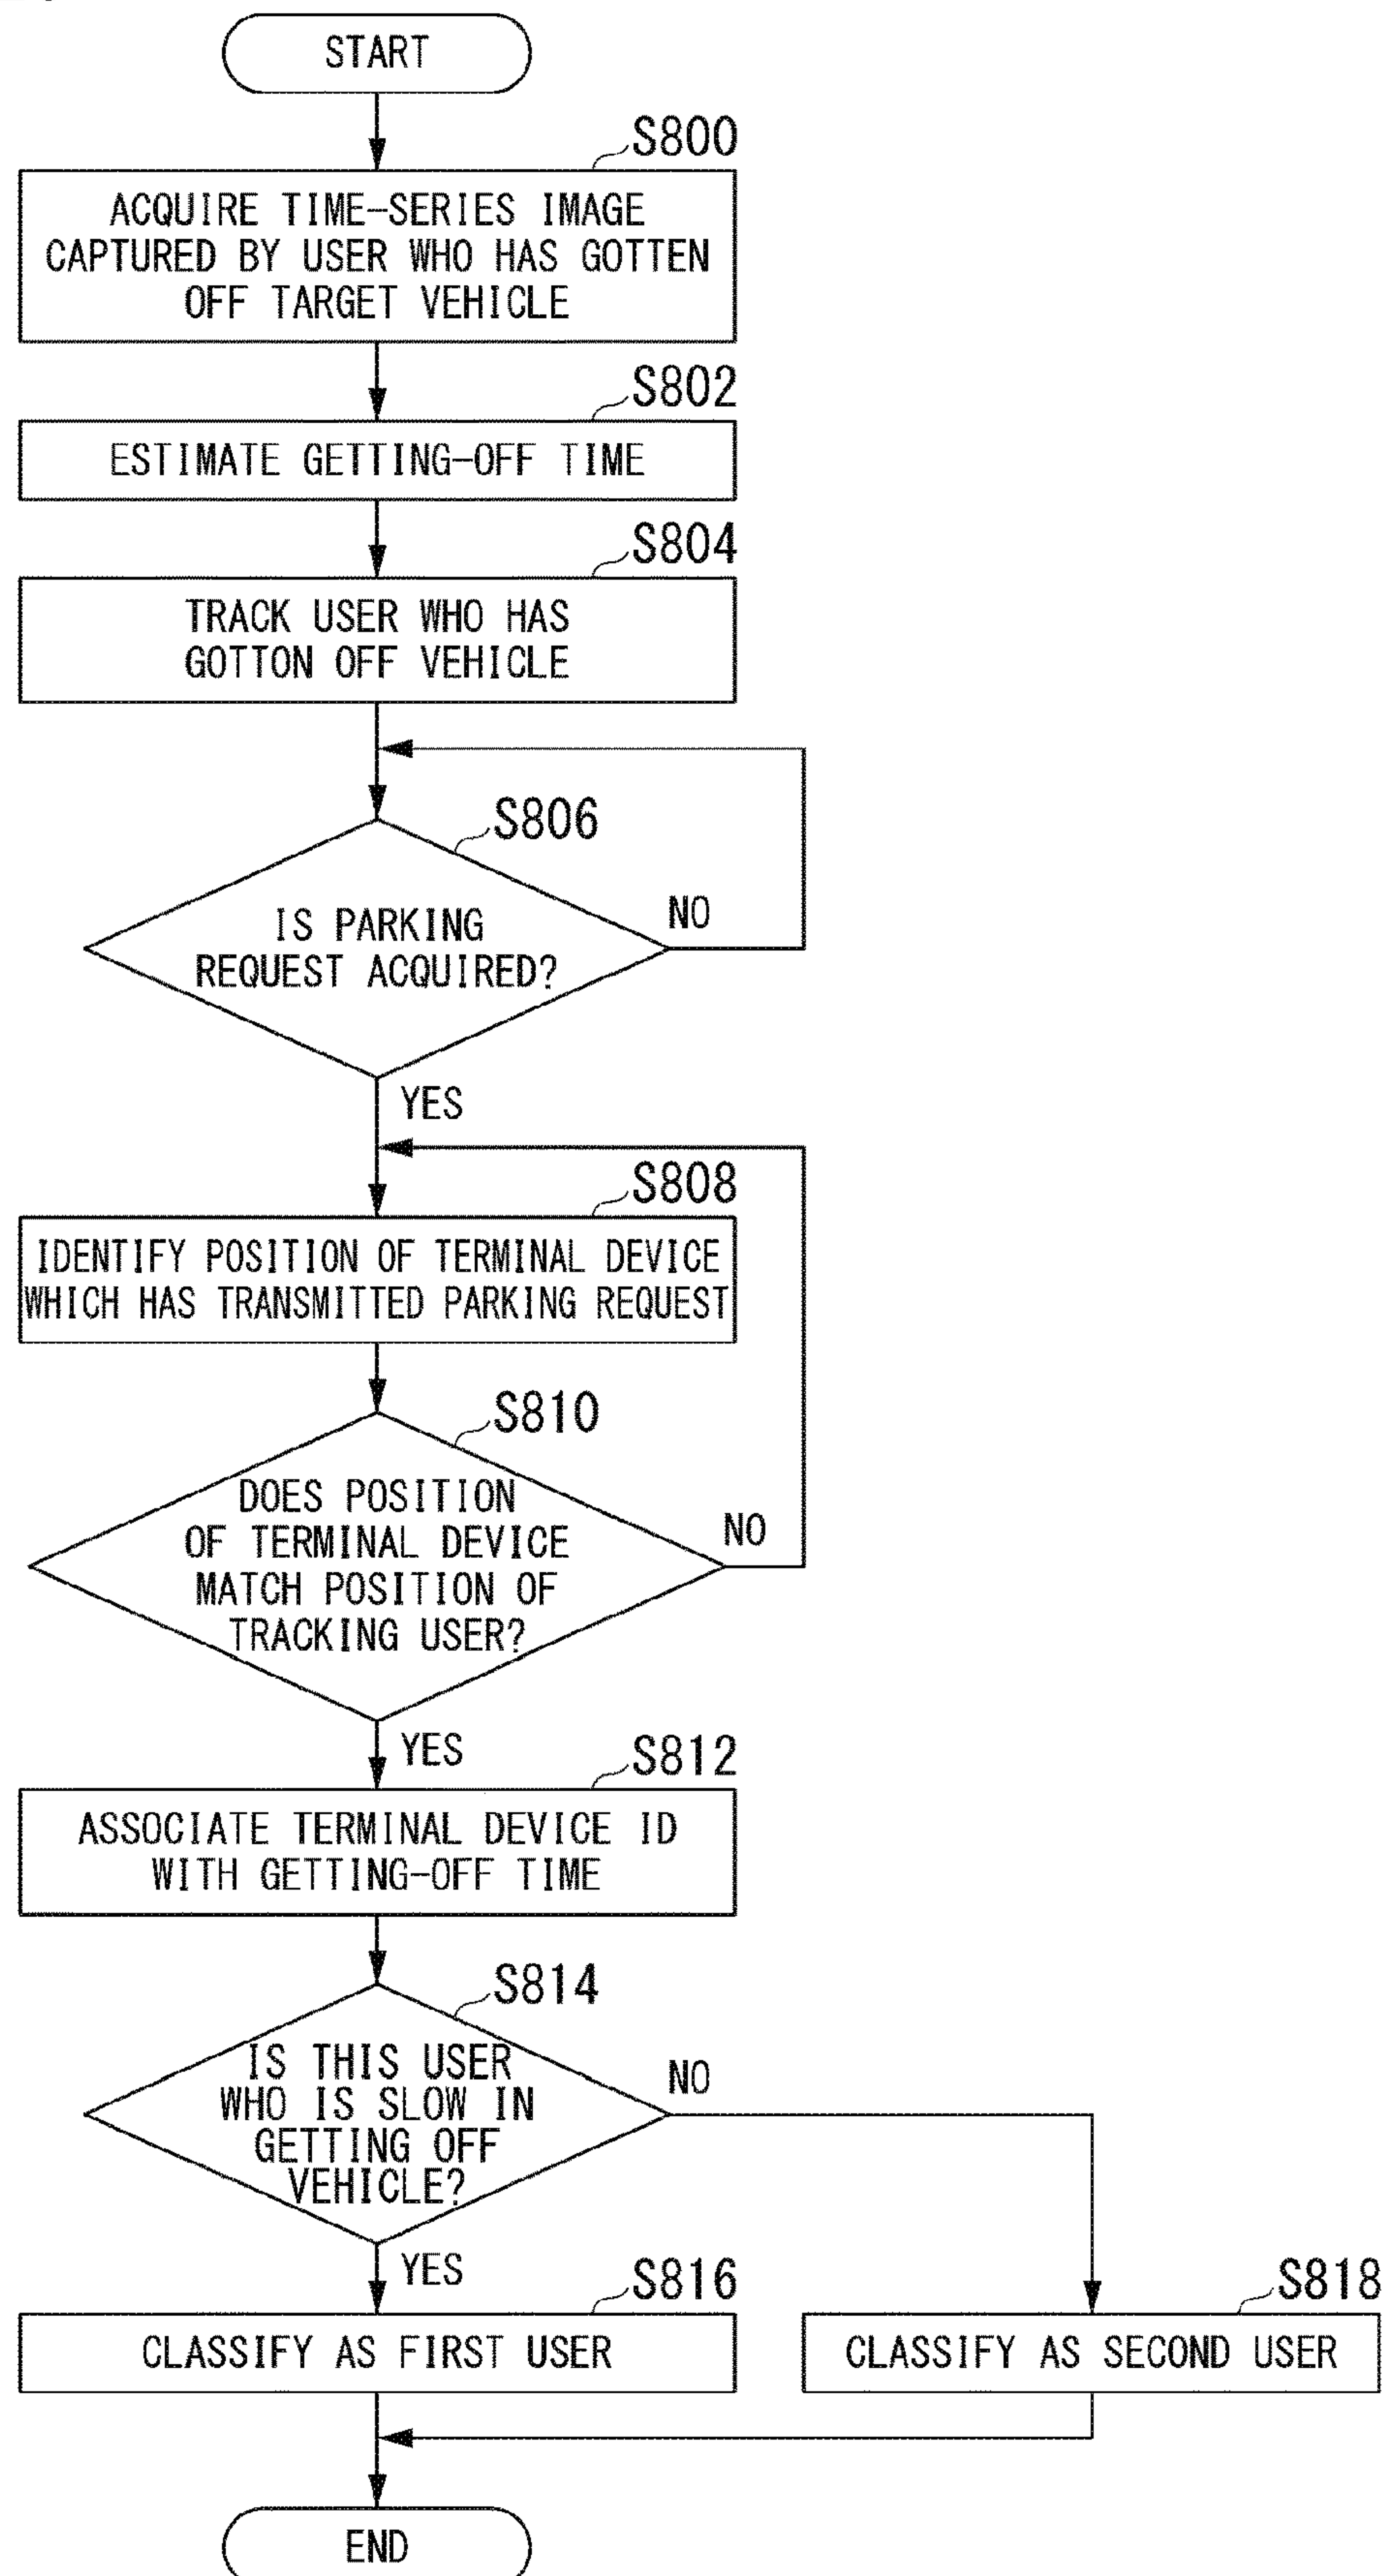 START
S800
ACQUIRE TIME-SERIES IMAGE
CAPTURED BY USER WHO HAS GOTTEN
OFF TARGET VEHICLE
S802
ESTIMATE GETTING-OFF TIME
S804
TRACK USER WHO HAS
GOTTON OFF VEHICLE
S806
IS PARKING
REQUEST ACQUIRED?
NO
YES
S808
IDENTIFY POSITION OF TERMINAL DEVICE
WHICH HAS TRANSMITTED PARKING REQUEST
S810
DOES POSITION
OF TERMINAL DEVICE
MATCH POSITION OF
TRACKING USER?
NO
YES
S812
ASSOCIATE TERMINAL DEVICE ID
WITH GETTING-OFF TIME
S814
IS THIS USER
WHO IS SLOW IN
GETTING OFF
VEHICLE?
NO
YES
S816
CLASSIFY AS FIRST USER
S818
CLASSIFY AS SECOND USER
END